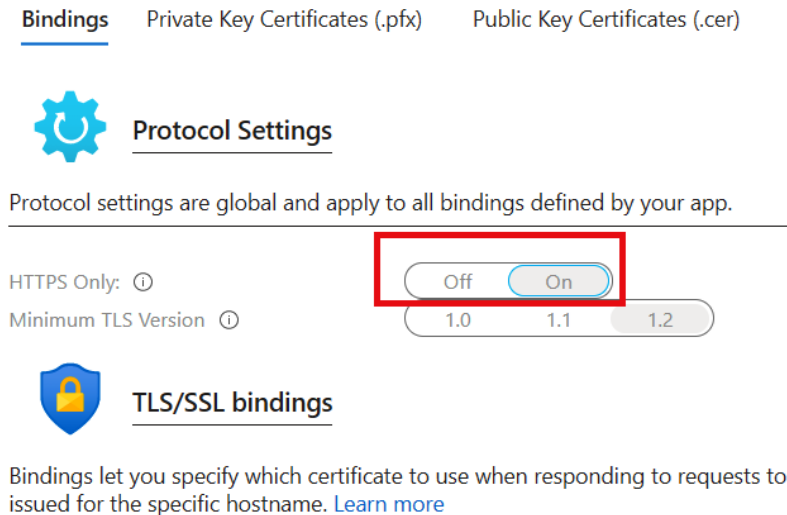 Bindings Private Key Certificates (.pfx) Public Key Certificates (.cer)
Protocol Settings
Protocol settings are global and apply to all bindings defined by your app.
HTTPS Only: Off On
Minimum TLS Version 1.0 1.1 1.2
TLS/SSL bindings
Bindings let you specify which certificate to use when responding to requests to
issued for the specific hostname. Learn more